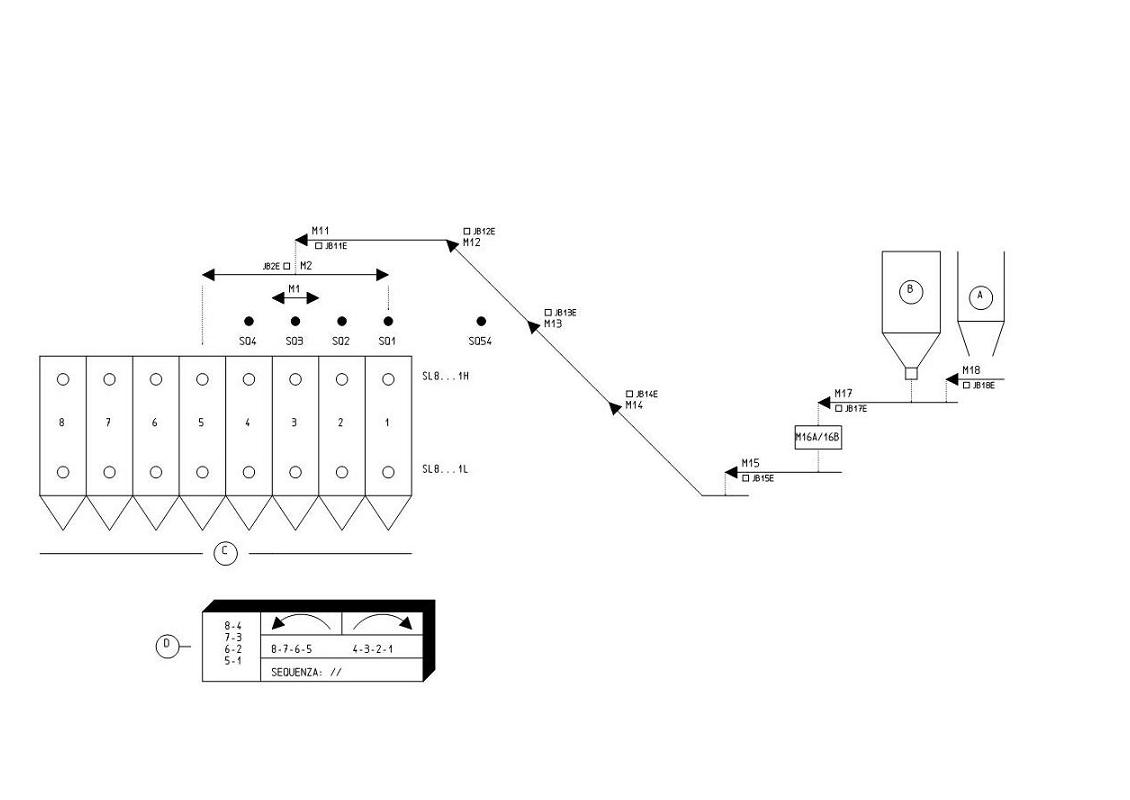 M11
JB11E
JB12E
M12
JB2E
M2
M1
JB13E
M13
SQ4
SQ3
SQ2
SQ1
SQ54
B
A
SL8...1H
M18
JB18E
JB14E
M14
M17
JB17E
8
7
6
5
4
3
2
1
M16A/16B
SL8...1L
M15
JB15E
C
D
8-4
7-3
6-2
5-1
8-7-6-5
4-3-2-1
SEQUENZA: //